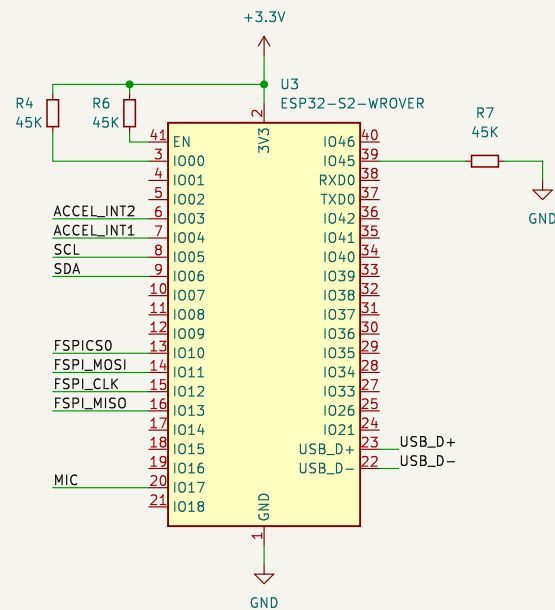 +3.3V
U3
ESP32-S2-WROVER
R4
45K
R6
45K
R7
45K
2
3V3
41 EN
3 IO00
4 IO01
5 IO02
ACCEL_INT2 6 IO03
ACCEL_INT1 7 IO04
SCL 8 IO05
SDA 9 IO06
10 IO07
11 IO08
12 IO09
FSPICS0 13 IO10
FSPI_MOSI 14 IO11
FSPI_CLK 15 IO12
FSPI_MISO 16 IO13
17 IO14
18 IO15
19 IO16
MIC 20 IO17
21 IO18
IO46 40
IO45 39
RXD0 38
TXD0 37
IO42 36
IO41 35
IO40 34
IO39 33
IO38 32
IO37 31
IO36 30
IO35 29
IO34 28
IO33 27
IO26 25
IO21 24
USB_D+ 23 USB_D+
USB_D- 22 USB_D-
GND
GND
1
GND